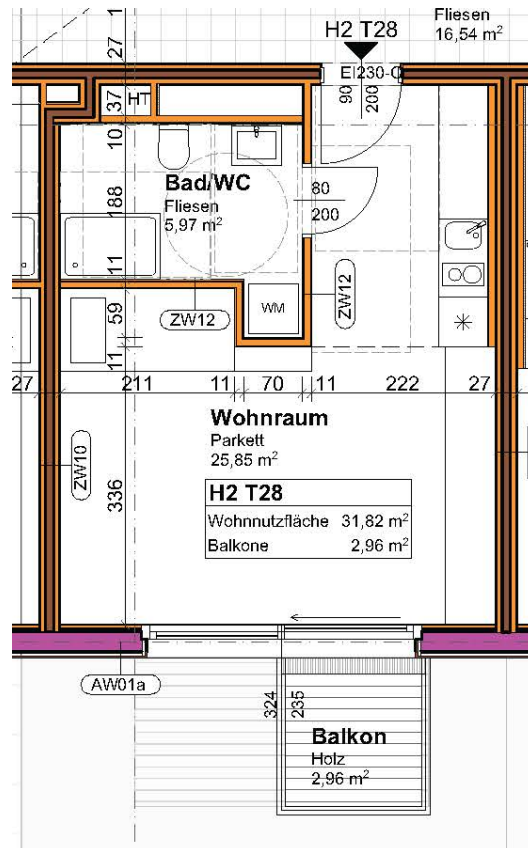 1
27
H2 T28
Fliesen
16,54 m²
37
HT
EI230-C
90
200
10
Bad/WC
Fliesen
5,97 m²
188
80
200
11
ZW12
WM
ZW12
59
11
27
211
11
70
11
222
27
Wohnraum
Parkett
25,85 m²
ZW10
H2 T28
Wohnnutzfläche 31,82 m²
Balkone 2,96 m²
336
AW01a
324
235
Balkon
Holz
2,96 m²